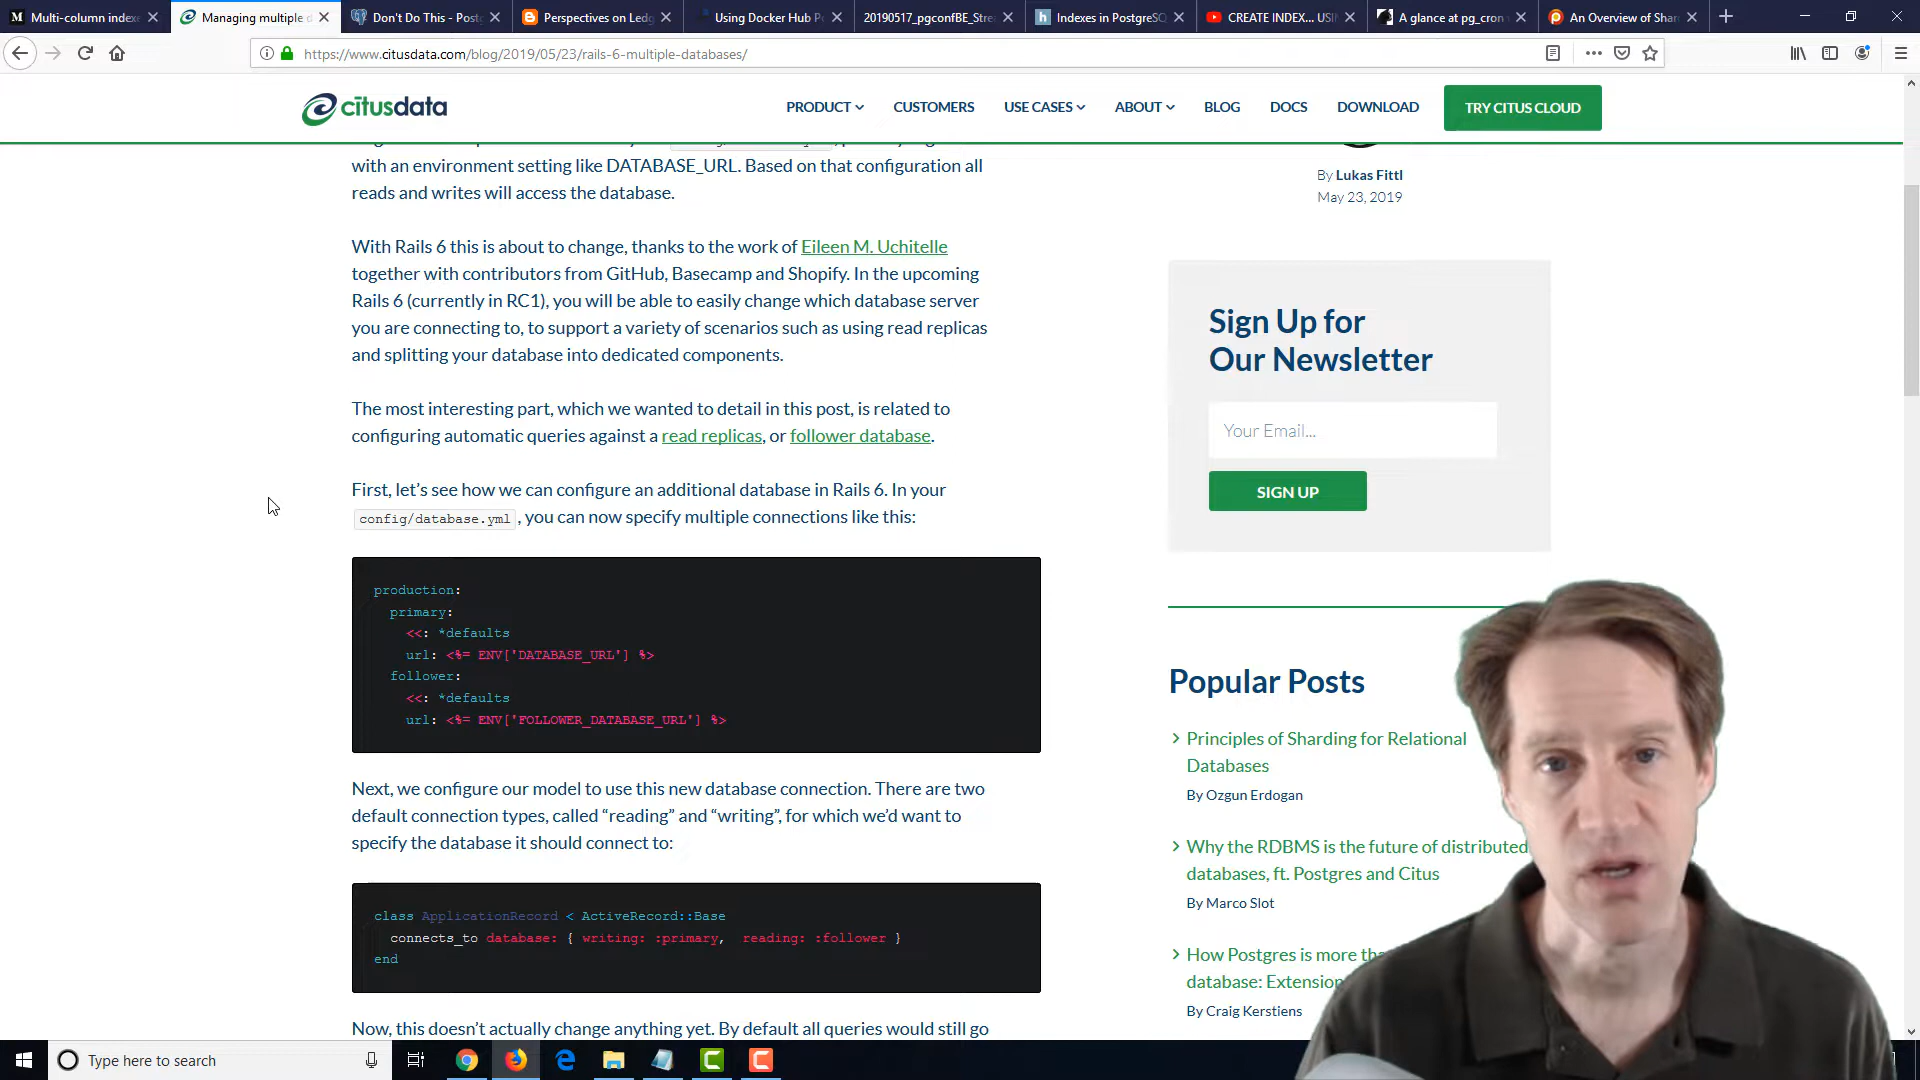 Multi-column indexe
Managing multiple d
Don't Do This - Postg
Perspectives on Ledg
Using Docker Hub P
20190517_pgconfBE_Stre
Indexes in PostgreSQ
CREATE INDEX... USI
A glance at pg_cron
An Overview of Shar
https://www.citusdata.com/blog/2019/05/23/rails-6-multiple-databases/
citusdata
PRODUCT
CUSTOMERS
USE CASES
ABOUT
BLOG
DOCS
DOWNLOAD
TRY CITUS CLOUD
with an environment setting like DATABASE_URL. Based on that configuration all
reads and writes will access the database.
With Rails 6 this is about to change, thanks to the work of Eileen M. Uchitelle
together with contributors from GitHub, Basecamp and Shopify. In the upcoming
Rails 6 (currently in RC1), you will be able to easily change which database server
you are connecting to, to support a variety of scenarios such as using read replicas
and splitting your database into dedicated components.
The most interesting part, which we wanted to detail in this post, is related to
configuring automatic queries against a read replicas, or follower database.
First, let’s see how we can configure an additional database in Rails 6. In your
config/database.yml , you can now specify multiple connections like this:
production:
primary:
<<: *defaults
url: <%= ENV['DATABASE_URL'] %>
follower:
<<: *defaults
url: <%= ENV['FOLLOWER_DATABASE_URL'] %>
Next, we configure our model to use this new database connection. There are two
default connection types, called “reading” and “writing”, for which we’d want to
specify the database it should connect to:
class ApplicationRecord < ActiveRecord::Base
connects_to database: { writing: :primary, reading: :follower }
end
Now, this doesn’t actually change anything yet. By default all queries would still go
By Lukas Fittl
May 23, 2019
Sign Up for
Our Newsletter
Your Email...
SIGN UP
Popular Posts
Principles of Sharding for Relational
Databases
By Ozgun Erdogan
Why the RDBMS is the future of distributed
databases, ft. Postgres and Citus
By Marco Slot
How Postgres is more tha
database: Extension
By Craig Kerstiens
Type here to search